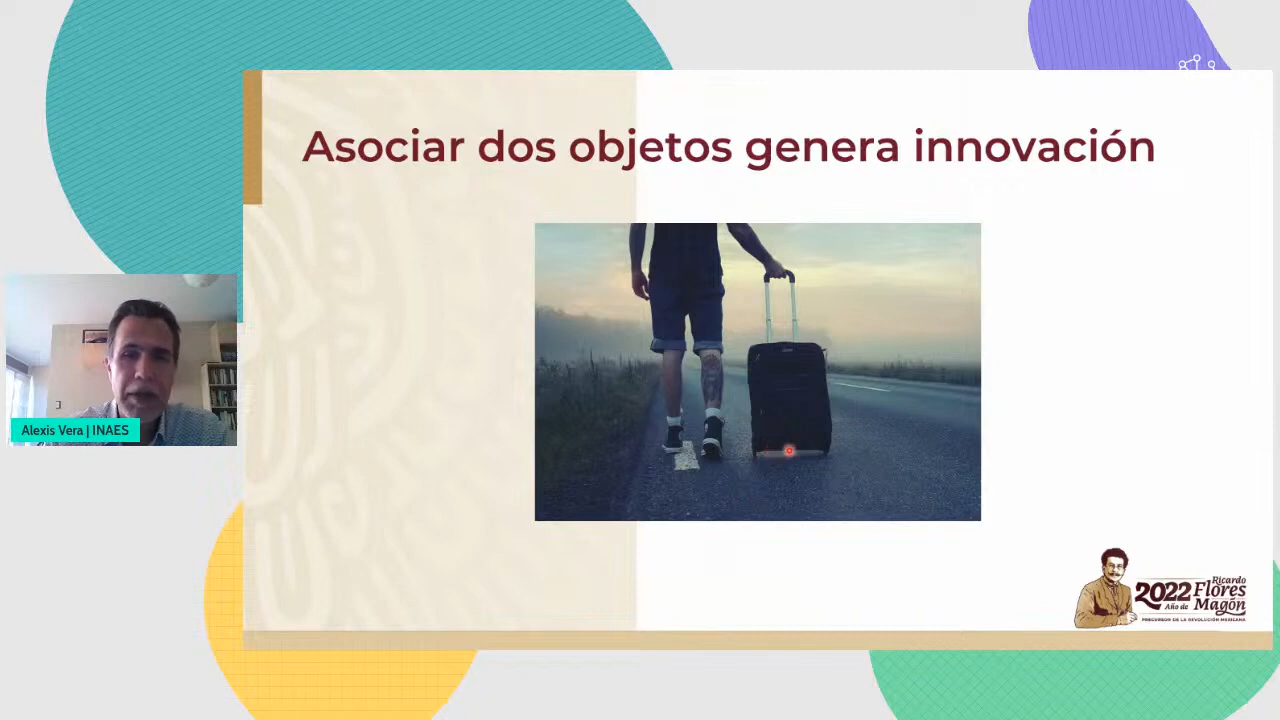 Asociar dos objetos genera innovación
Alexis Vera | INAES
2022
Año de
Ricardo
Flores
Magón
PRECURSOR DE LA REVOLUCIÓN MEXICANA